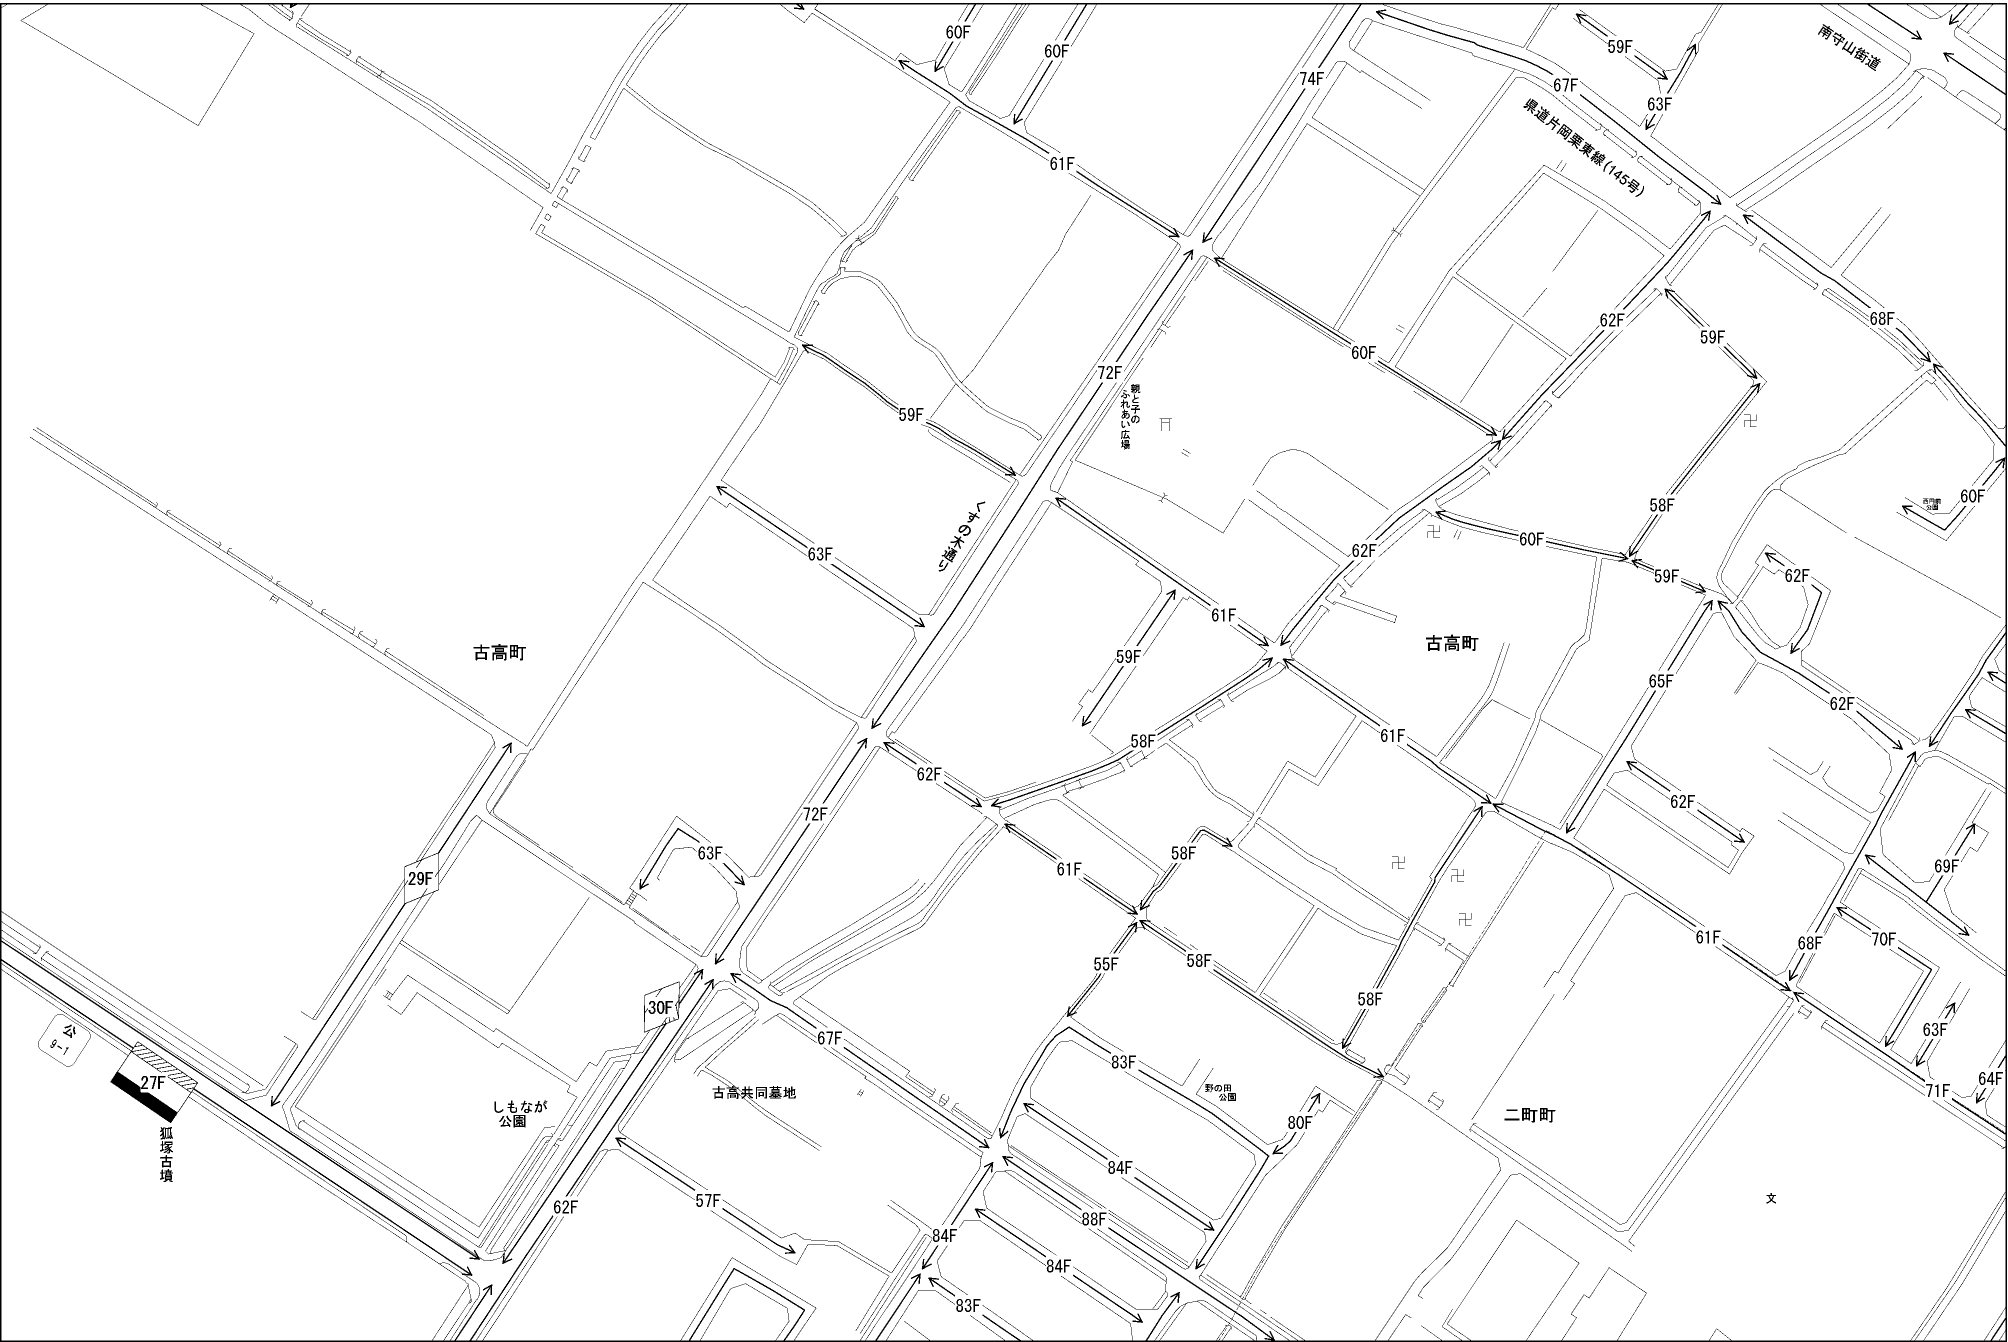 60F
60F
59F
南守山街道
74F
67F
63F
県道片岡栗東線(145号)
61F
62F
68F
59F
60F
72F
親と子の
ふれあい広場
59F
58F
60F
くすの木通り
63F
62F
60F
59F
62F
61F
古高町
古高町
59F
65F
62F
58F
61F
62F
62F
72F
63F
58F
61F
69F
29F
61F
68F
70F
55F
58F
58F
30F
67F
63F
公
9-1
27F
83F
古高共同墓地
野の田
公園
64F
71F
しもなが
公園
80F
二町町
狐塚古墳
84F
57F
62F
文
88F
84F
84F
83F